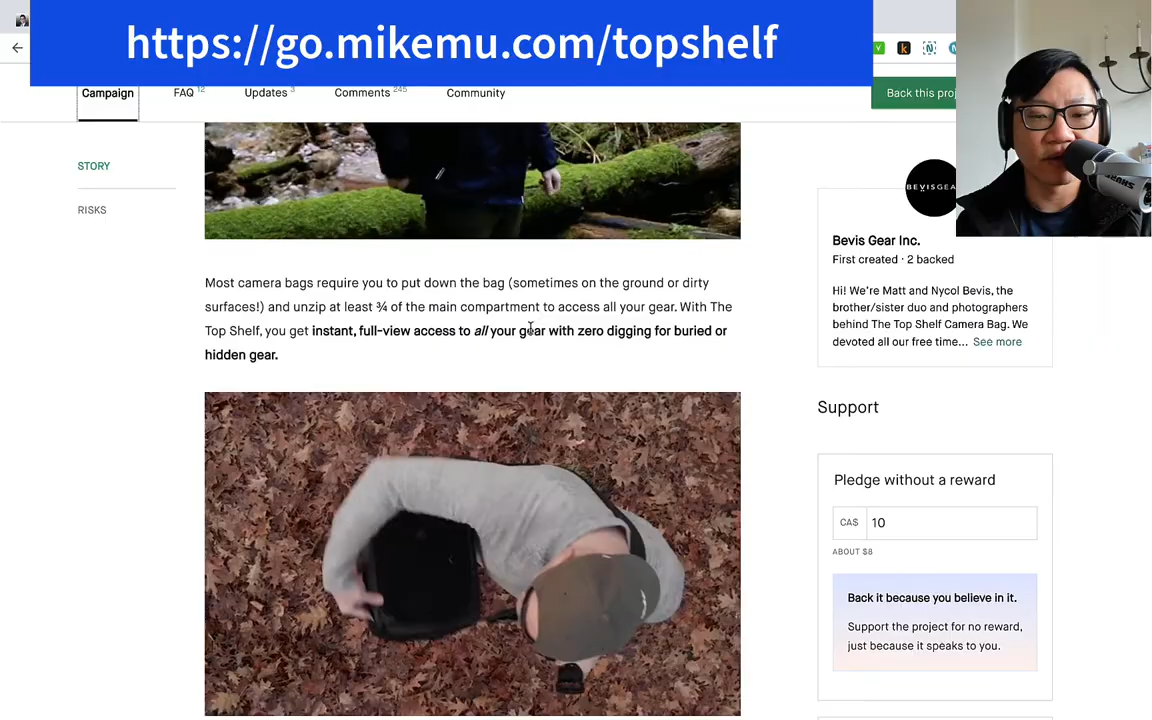 https://go.mikemu.com/topshelf
Campaign
FAQ 12
Updates 3
Comments 245
Community
Back this proj
STORY
RISKS
Most camera bags require you to put down the bag (sometimes on the ground or dirty
surfaces!) and unzip at least ¾ of the main compartment to access all your gear. With The
Top Shelf, you get instant, full-view access to all your gear with zero digging for buried or
hidden gear.
BEVISGEA
Bevis Gear Inc.
First created · 2 backed
Hi! We're Matt and Nycol Bevis, the
brother/sister duo and photographers
behind The Top Shelf Camera Bag. We
devoted all our free time... See more
Support
Pledge without a reward
CA$ 10
ABOUT $8
Back it because you believe in it.
Support the project for no reward,
just because it speaks to you.